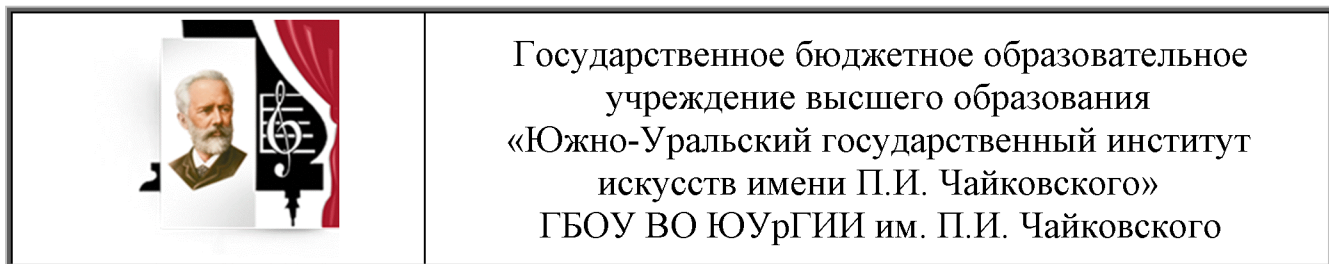 Государственное бюджетное образовательное
учреждение высшего образования
«Южно-Уральский государственный институт
искусств имени П.И. Чайковского»
ГБОУ ВО ЮУрГИИ им. П.И. Чайковского